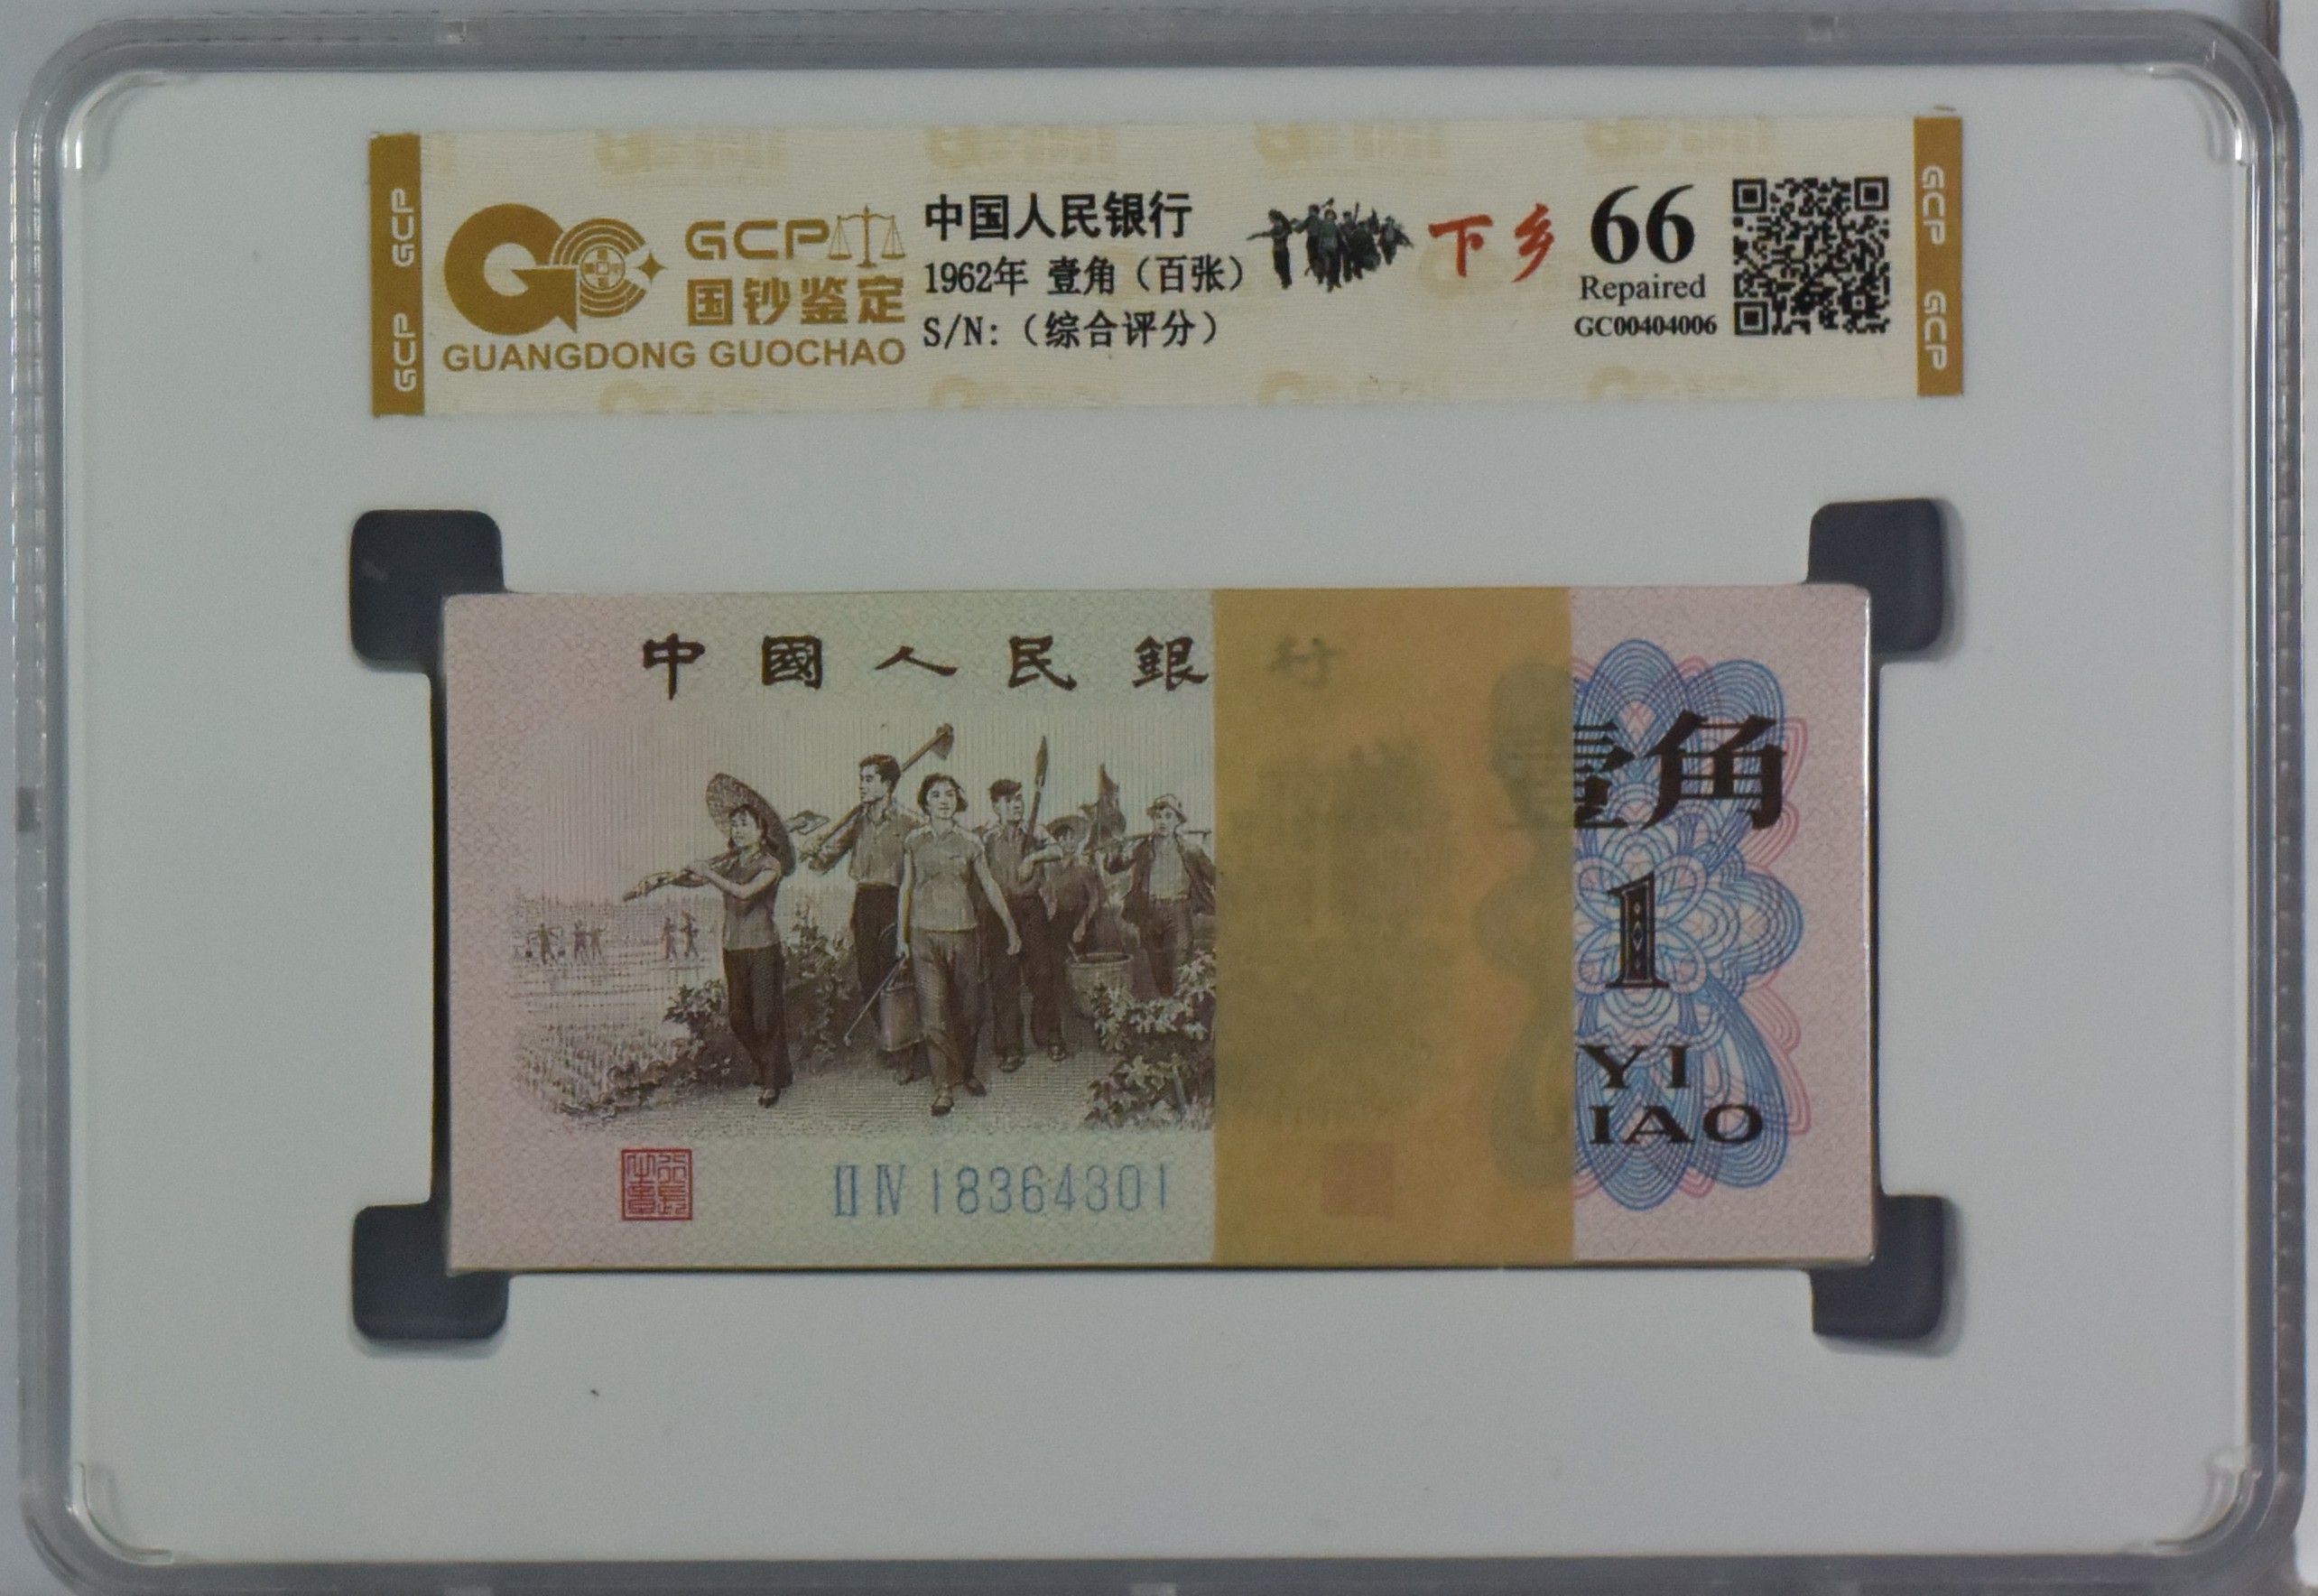 GCP
国钞鉴定
GUANGDONG GUOCHAO
中国人民银行
1962年 壹角（百张）
S/N:（综合评分）
下乡
66
Repaired
GC00404006
GCP GCP
GCP GCP
中國人民銀行
壹角
1
YI
IAO
II IV 18364301